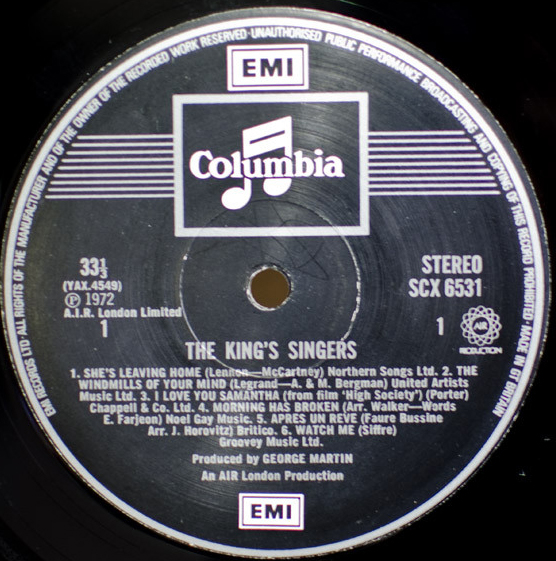 EMI RECORDS LTD · ALL RIGHTS OF THE MANUFACTURER AND OF THE OWNER OF THE RECORDED WORK RESERVED · UNAUTHORISED PUBLIC PERFORMANCE BROADCASTING AND COPYING OF THIS RECORD PROHIBITED · MADE IN GT BRITAIN
EMI
Columbia
33⅓
(YAX.4549)
Ⓟ 1972
A.I.R. London Limited
1
STEREO
SCX 6531
1
AIR
PRODUCTION
THE KING'S SINGERS
1. SHE'S LEAVING HOME (Lennon—McCartney) Northern Songs Ltd. 2. THE
WINDMILLS OF YOUR MIND (Legrand—A. & M. Bergman) United Artists
Music Ltd. 3. I LOVE YOU SAMANTHA (from film 'High Society') (Porter)
Chappell & Co. Ltd. 4. MORNING HAS BROKEN (Arr. Walker—Words
E. Farjeon) Noel Gay Music. 5. APRES UN REVE (Faure Bussine
Arr. J. Horovitz) Britico. 6. WATCH ME (Siffre)
Groovey Music Ltd.
Produced by GEORGE MARTIN
An AIR London Production
EMI